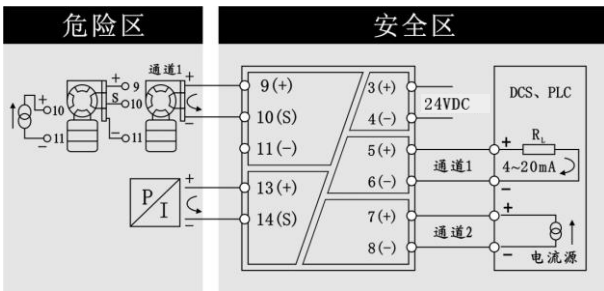 危险区
安全区
通道1
+ 9
S 10
- 11
+ 10
- 11
+
-
9(+)
10(S)
11(-)
3(+)
4(-)
24VDC
DCS、PLC
5(+)
6(-)
通道1
+ RL
4~20mA
-
P/I
+
-
13(+)
14(S)
7(+)
8(-)
通道2
+
- 电流源